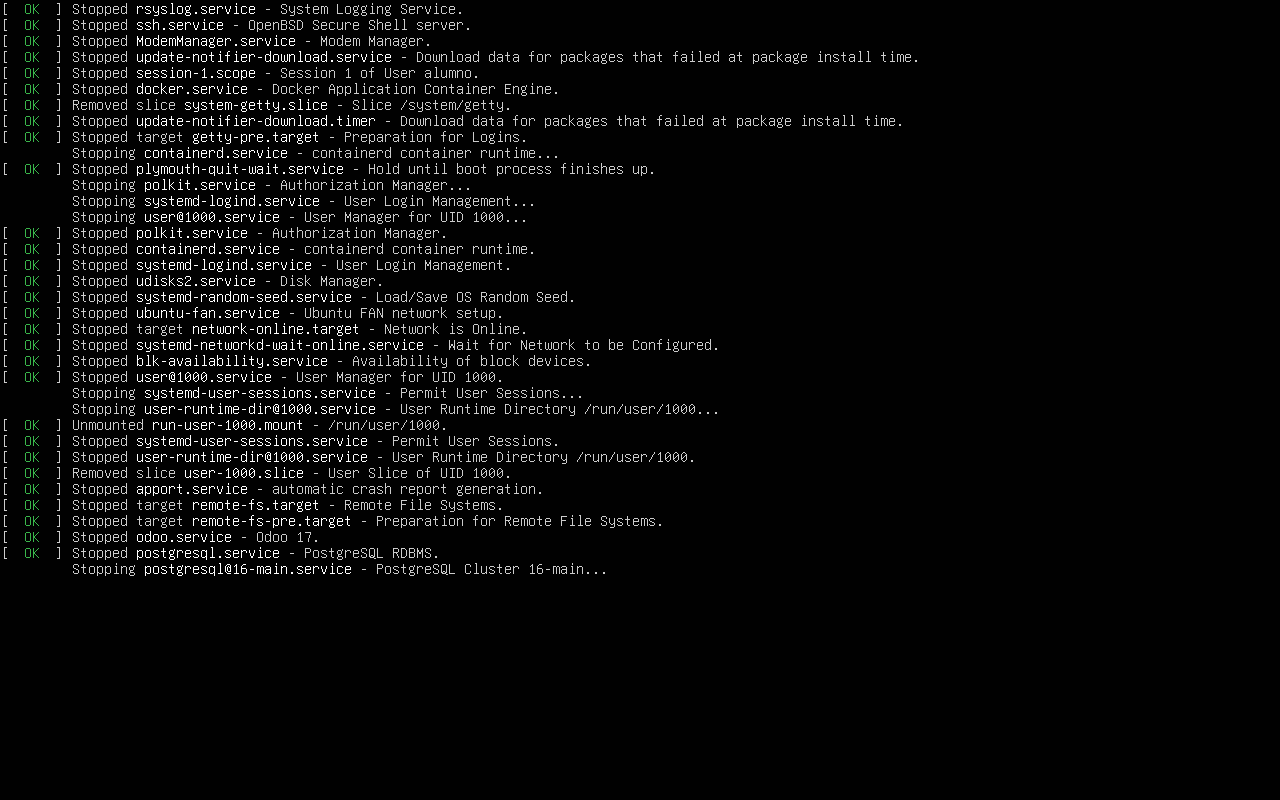 [  OK  ] Stopped rsyslog.service - System Logging Service.
[  OK  ] Stopped ssh.service - OpenBSD Secure Shell server.
[  OK  ] Stopped ModemManager.service - Modem Manager.
[  OK  ] Stopped update-notifier-download.service - Download data for packages that failed at package install time.
[  OK  ] Stopped session-1.scope - Session 1 of User alumno.
[  OK  ] Stopped docker.service - Docker Application Container Engine.
[  OK  ] Removed slice system-getty.slice - Slice /system/getty.
[  OK  ] Stopped update-notifier-download.timer - Download data for packages that failed at package install time.
[  OK  ] Stopped target getty-pre.target - Preparation for Logins.
         Stopping containerd.service - containerd container runtime...
[  OK  ] Stopped plymouth-quit-wait.service - Hold until boot process finishes up.
         Stopping polkit.service - Authorization Manager...
         Stopping systemd-logind.service - User Login Management...
         Stopping user@1000.service - User Manager for UID 1000...
[  OK  ] Stopped polkit.service - Authorization Manager.
[  OK  ] Stopped containerd.service - containerd container runtime.
[  OK  ] Stopped systemd-logind.service - User Login Management.
[  OK  ] Stopped udisks2.service - Disk Manager.
[  OK  ] Stopped systemd-random-seed.service - Load/Save OS Random Seed.
[  OK  ] Stopped ubuntu-fan.service - Ubuntu FAN network setup.
[  OK  ] Stopped target network-online.target - Network is Online.
[  OK  ] Stopped systemd-networkd-wait-online.service - Wait for Network to be Configured.
[  OK  ] Stopped blk-availability.service - Availability of block devices.
[  OK  ] Stopped user@1000.service - User Manager for UID 1000.
         Stopping systemd-user-sessions.service - Permit User Sessions...
         Stopping user-runtime-dir@1000.service - User Runtime Directory /run/user/1000...
[  OK  ] Unmounted run-user-1000.mount - /run/user/1000.
[  OK  ] Stopped systemd-user-sessions.service - Permit User Sessions.
[  OK  ] Stopped user-runtime-dir@1000.service - User Runtime Directory /run/user/1000.
[  OK  ] Removed slice user-1000.slice - User Slice of UID 1000.
[  OK  ] Stopped apport.service - automatic crash report generation.
[  OK  ] Stopped target remote-fs.target - Remote File Systems.
[  OK  ] Stopped target remote-fs-pre.target - Preparation for Remote File Systems.
[  OK  ] Stopped odoo.service - Odoo 17.
[  OK  ] Stopped postgresql.service - PostgreSQL RDBMS.
         Stopping postgresql@16-main.service - PostgreSQL Cluster 16-main...